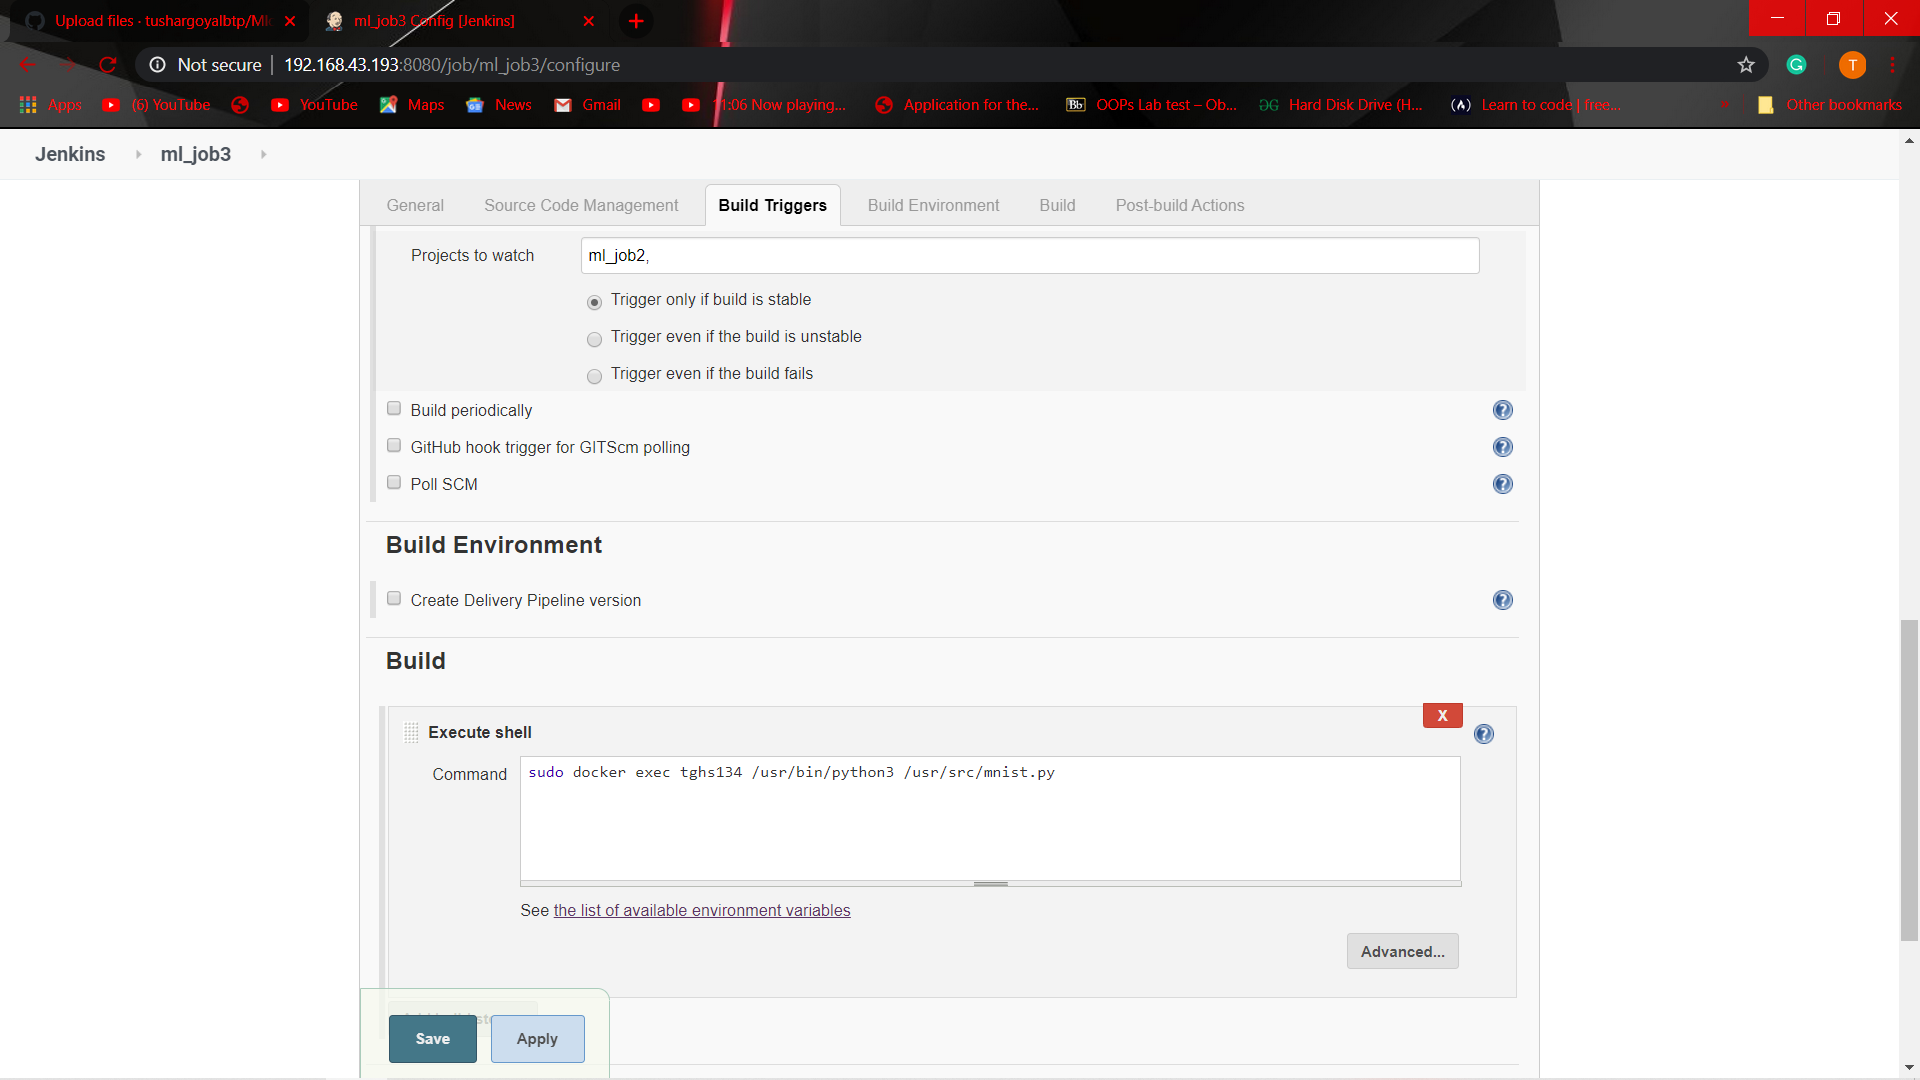 Upload files · tushargoyalbtp/Ml
ml_job3 Config [Jenkins]
Not secure | 192.168.43.193:8080/job/ml_job3/configure
T
Apps
(6) YouTube
YouTube
Maps
News
Gmail
11:06 Now playing...
Application for the...
Bb OOPs Lab test – Ob...
Hard Disk Drive (H...
Learn to code | free...
Other bookmarks
Jenkins
ml_job3
General
Source Code Management
Build Triggers
Build Environment
Build
Post-build Actions
Projects to watch
ml_job2,
Trigger only if build is stable
Trigger even if the build is unstable
Trigger even if the build fails
Build periodically
GitHub hook trigger for GITScm polling
Poll SCM
Build Environment
Create Delivery Pipeline version
Build
X
Execute shell
Command
sudo docker exec tghs134 /usr/bin/python3 /usr/src/mnist.py
See the list of available environment variables
Advanced...
Save
Apply